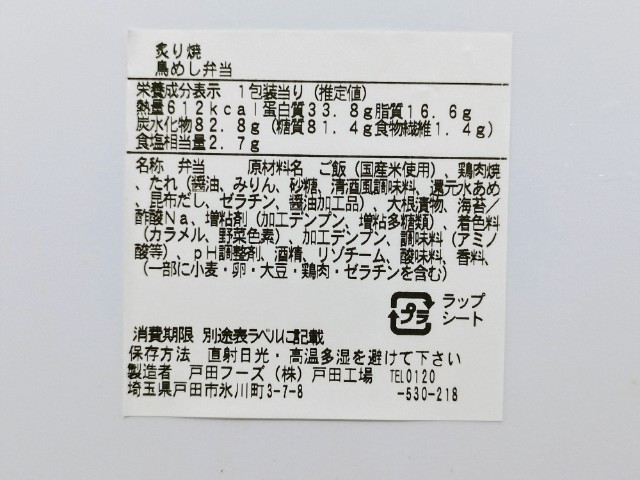 炙り焼
鳥めし弁当
栄養成分表示 1包装当り(推定値)
熱量612kcal蛋白質33.8g脂質16.6g
炭水化物82.8g(糖質81.4g食物繊維1.4g)
食塩相当量2.7g
名称 弁当 原材料名 ご飯(国産米使用)、鶏肉焼
、たれ(醤油、みりん、砂糖、清酒風調味料、還元水あめ
、昆布だし、ゼラチン、醤油加工品)、大根漬物、海苔/
酢酸Na、増粘剤(加工デンプン、増粘多糖類)、着色料
(カラメル、野菜色素)、加工デンプン、調味料(アミノ
酸等)、pH調整剤、酒精、リゾチーム、酸味料、香料、
(一部に小麦・卵・大豆・鶏肉・ゼラチンを含む)
プラ
ラップ
シート
消費期限 別途表ラベルに記載
保存方法 直射日光・高温多湿を避けて下さい
製造者 戸田フーズ(株)戸田工場 TEL0120
埼玉県戸田市氷川町3-7-8 -530-218